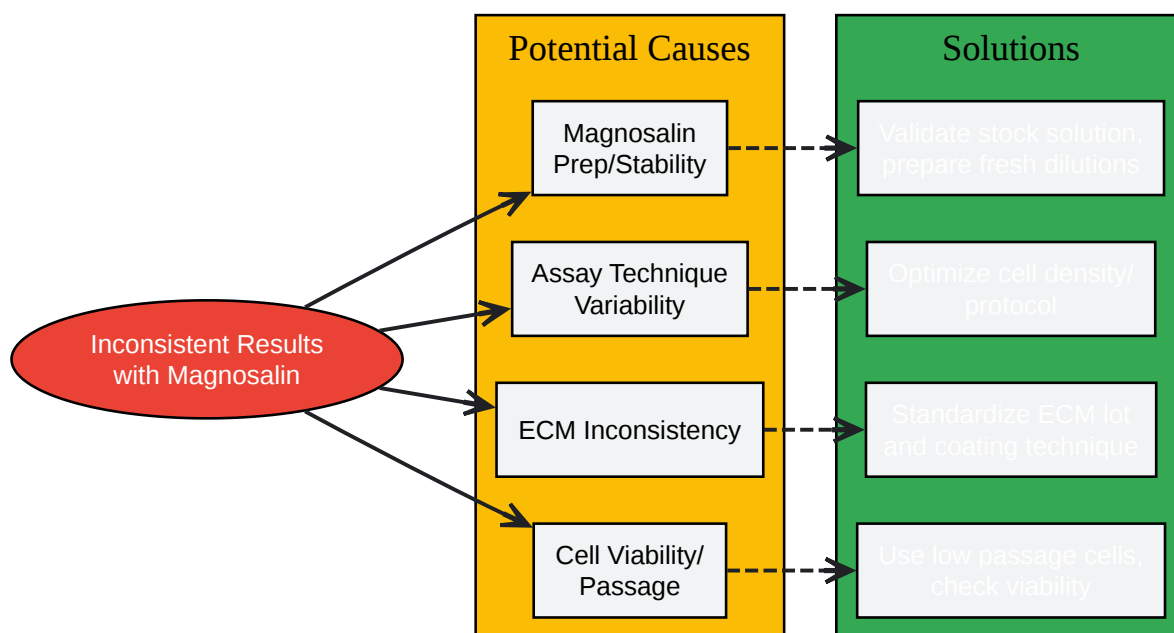 Potential Causes
Solutions
Magnosalin
Prep/Stability
Validate stock solution,
prepare fresh dilutions
Assay Technique
Variability
Optimize cell density/
protocol
Inconsistent Results
with Magnosalin
ECM Inconsistency
Standardize ECM lot
and coating technique
Cell Viability/
Passage
Use low passage cells,
check viability